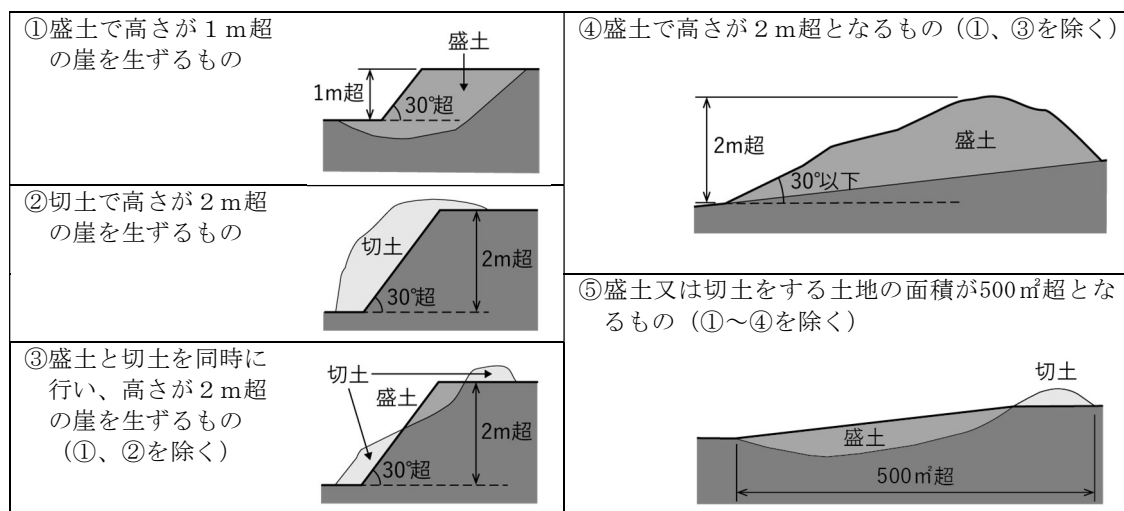 ①盛土で高さが１ｍ超
の崖を生ずるもの
盛土
1m超
30°超
②切土で高さが２ｍ超
の崖を生ずるもの
切土
2m超
30°超
③盛土と切土を同時に
行い、高さが２ｍ超
の崖を生ずるもの
（①、②を除く）
切土
盛土
2m超
30°超
④盛土で高さが２ｍ超となるもの（①、③を除く）
2m超
盛土
30°以下
⑤盛土又は切土をする土地の面積が500㎡超とな
るもの（①～④を除く）
切土
盛土
500㎡超